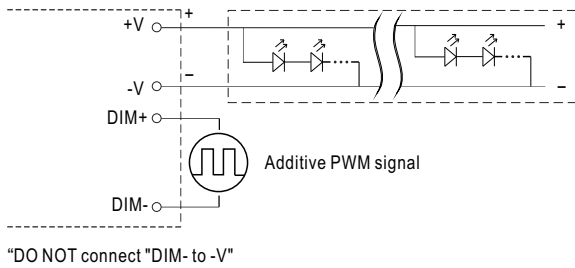 +V + +
-V − −
DIM+
Additive PWM signal
DIM-
“DO NOT connect "DIM- to -V"